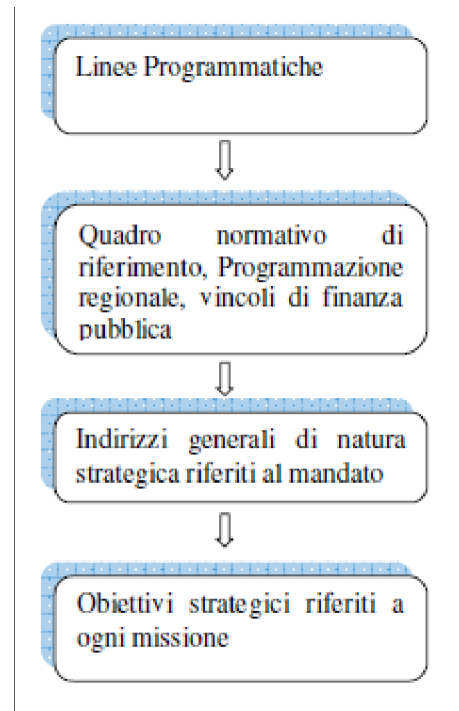 Linee Programmatiche
Quadro normativo di
riferimento, Programmazione
regionale, vincoli di finanza
pubblica
Indirizzi generali di natura
strategica riferiti al mandato
Obiettivi strategici riferiti a
ogni missione